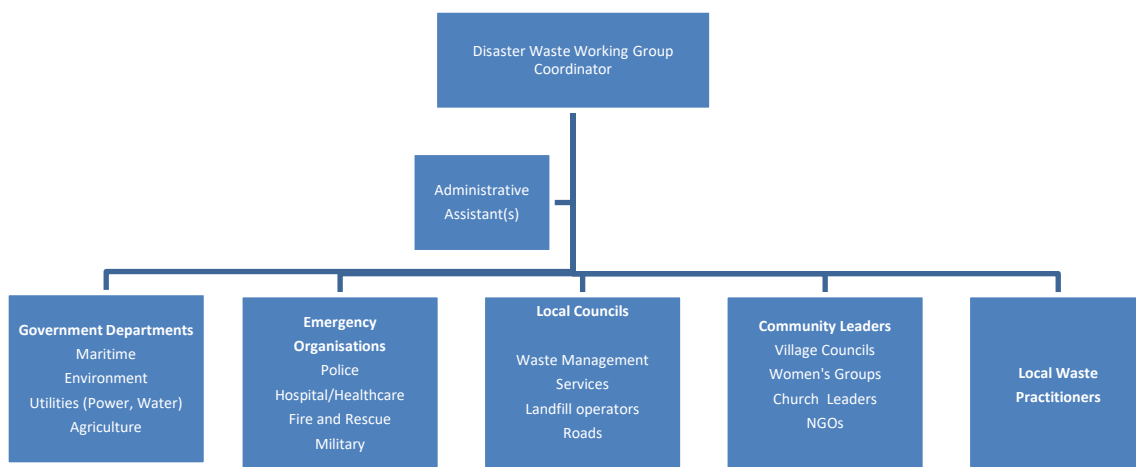 Disaster Waste Working Group
Coordinator
Administrative
Assistant(s)
Government Departments
Maritime
Environment
Utilities (Power, Water)
Agriculture
Emergency
Organisations
Police
Hospital/Healthcare
Fire and Rescue
Military
Local Councils
Waste Management
Services
Landfill operators
Roads
Community Leaders
Village Councils
Women's Groups
Church Leaders
NGOs
Local Waste
Practitioners